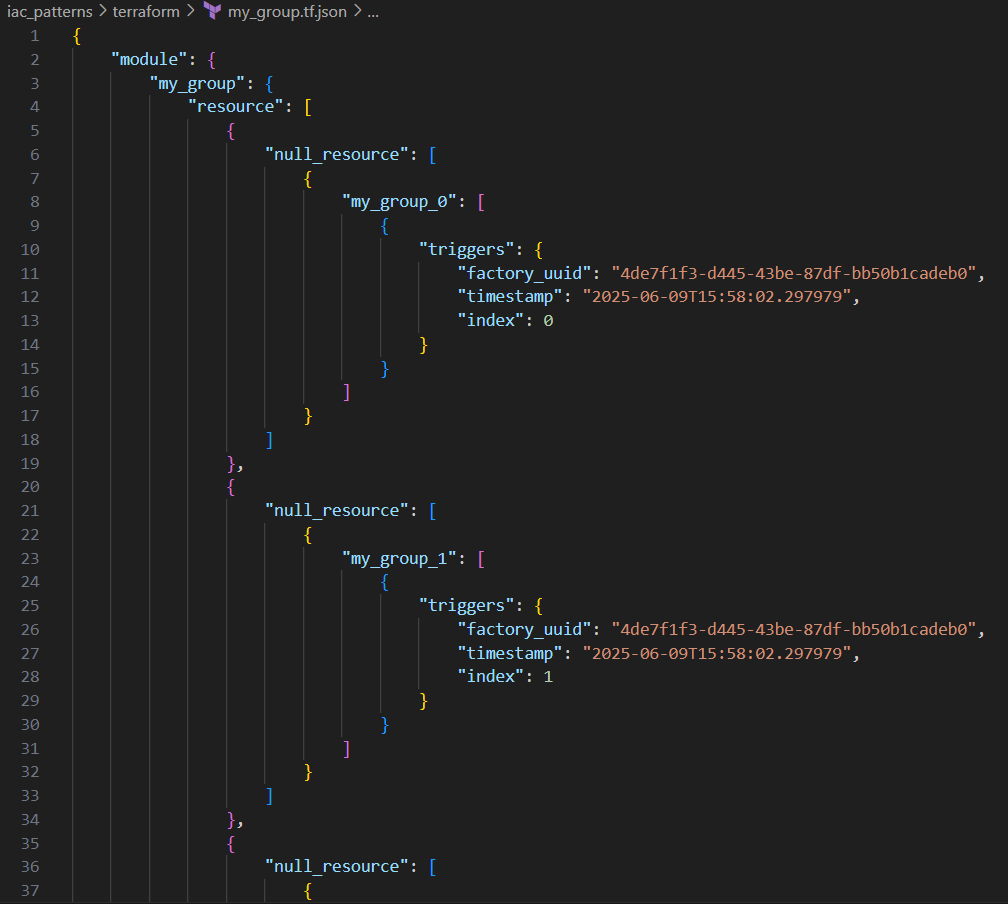 iac_patterns > terraform > my_group.tf.json > ...
1 {
2     "module": {
3         "my_group": {
4             "resource": [
5                 {
6                     "null_resource": [
7                         {
8                             "my_group_0": [
9                                 {
10                                     "triggers": {
11                                         "factory_uuid": "4de7f1f3-d445-43be-87df-bb50b1cadeb0",
12                                         "timestamp": "2025-06-09T15:58:02.297979",
13                                         "index": 0
14                                     }
15                                 }
16                             ]
17                         }
18                     ]
19                 },
20                 {
21                     "null_resource": [
22                         {
23                             "my_group_1": [
24                                 {
25                                     "triggers": {
26                                         "factory_uuid": "4de7f1f3-d445-43be-87df-bb50b1cadeb0",
27                                         "timestamp": "2025-06-09T15:58:02.297979",
28                                         "index": 1
29                                     }
30                                 }
31                             ]
32                         }
33                     ]
34                 },
35                 {
36                     "null_resource": [
37                         {